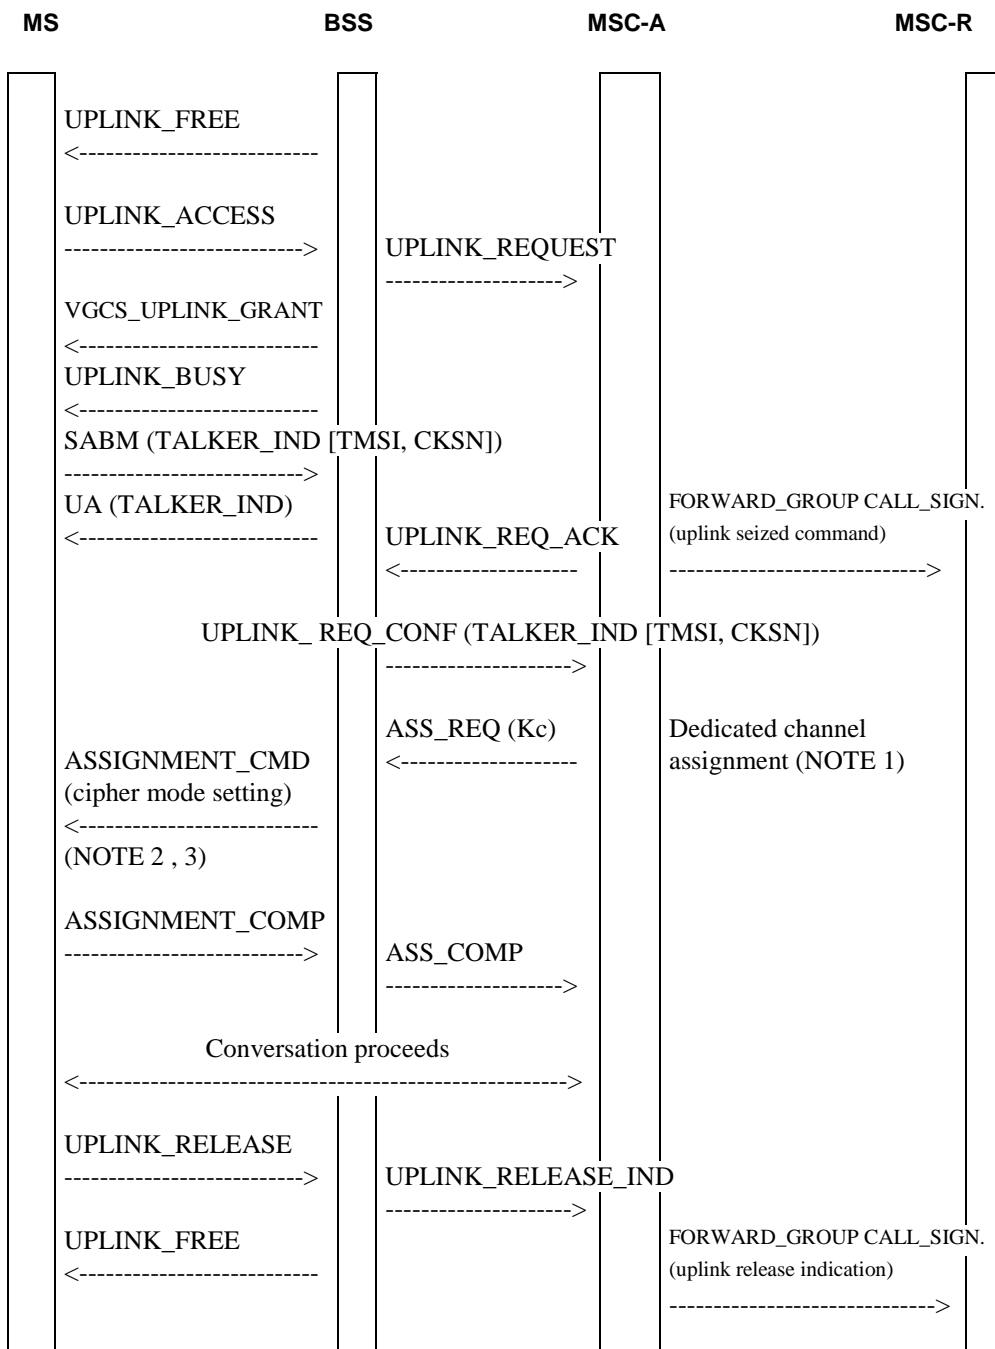 MS BSS MSC-A MSC-R
UPLINK_FREE
<---------------------------
UPLINK_ACCESS
---------------------------> UPLINK_REQUEST
-------------------->
VGCS_UPLINK_GRANT
<---------------------------
UPLINK_BUSY
<---------------------------
SABM (TALKER_IND [TMSI, CKSN])
--------------------------->
UA (TALKER_IND) FORWARD_GROUP CALL_SIGN.
<--------------------------- UPLINK_REQ_ACK (uplink seized command)
<-------------------- ----------------------------->
UPLINK_ REQ_CONF (TALKER_IND [TMSI, CKSN])
--------------------->
ASS_REQ (Kc) Dedicated channel
ASSIGNMENT_CMD <-------------------- assignment (NOTE 1)
(cipher mode setting)
<---------------------------
(NOTE 2 , 3)
ASSIGNMENT_COMP
---------------------------> ASS_COMP
-------------------->
Conversation proceeds
<------------------------------------------------------->
UPLINK_RELEASE
---------------------------> UPLINK_RELEASE_IND
--------------------->
UPLINK_FREE FORWARD_GROUP CALL_SIGN.
<--------------------------- (uplink release indication)
------------------------------>